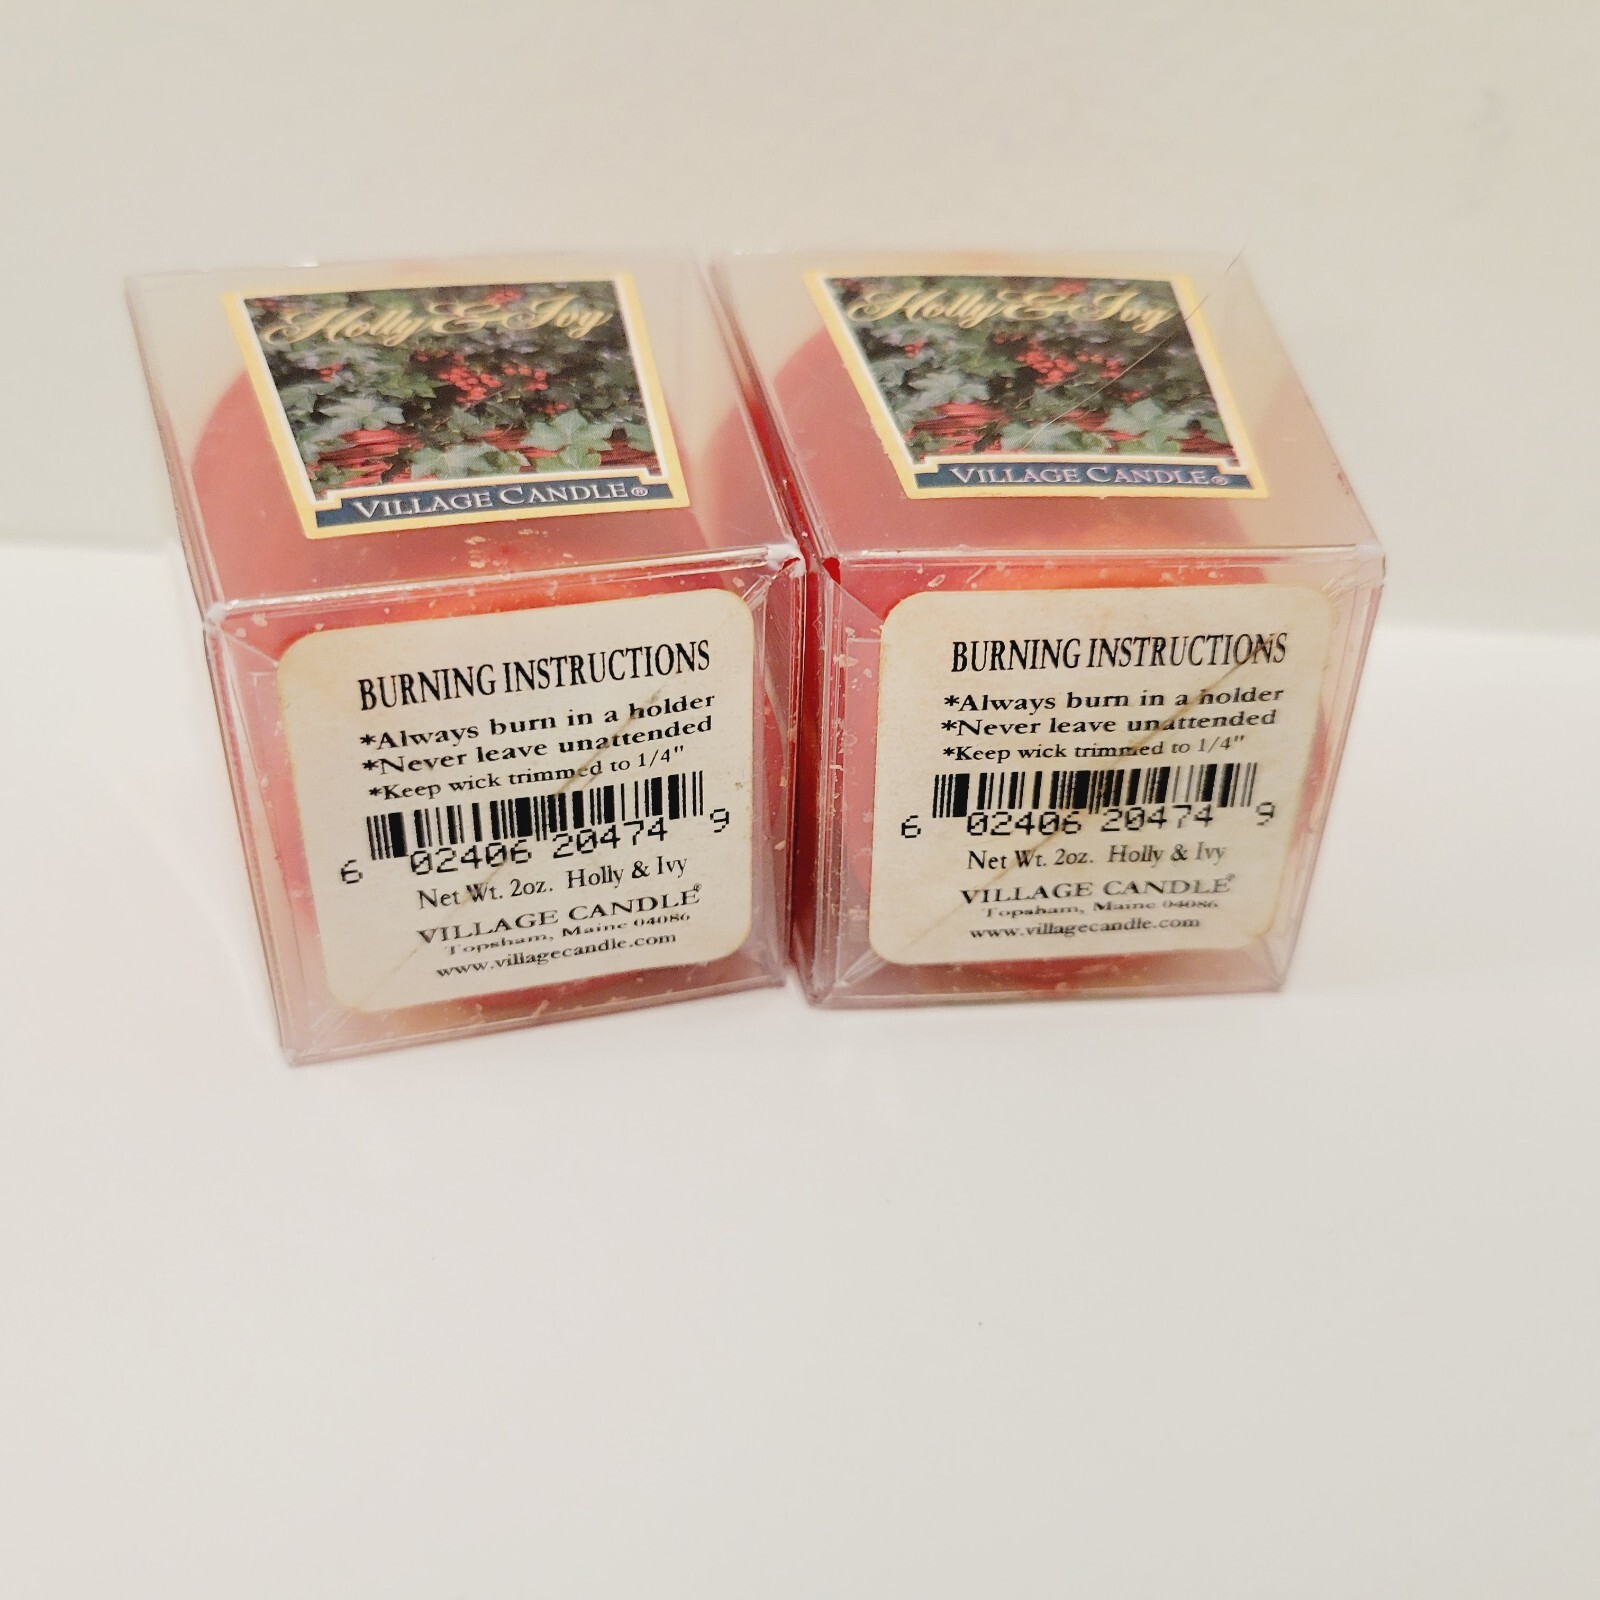 Holly & Ivy
VILLAGE CANDLE®
BURNING INSTRUCTIONS
*Always burn in a holder
*Never leave unattended
*Keep wick trimmed to 1/4"
6 02406 20474 9
Net Wt. 2oz. Holly & Ivy
VILLAGE CANDLE®
Topsham, Maine 04086
www.villagecandle.com
Holly & Ivy
VILLAGE CANDLE®
BURNING INSTRUCTIONS
*Always burn in a holder
*Never leave unattended
*Keep wick trimmed to 1/4"
6 02406 20474 9
Net Wt. 2oz. Holly & Ivy
VILLAGE CANDLE®
Topsham, Maine 04086
www.villagecandle.com